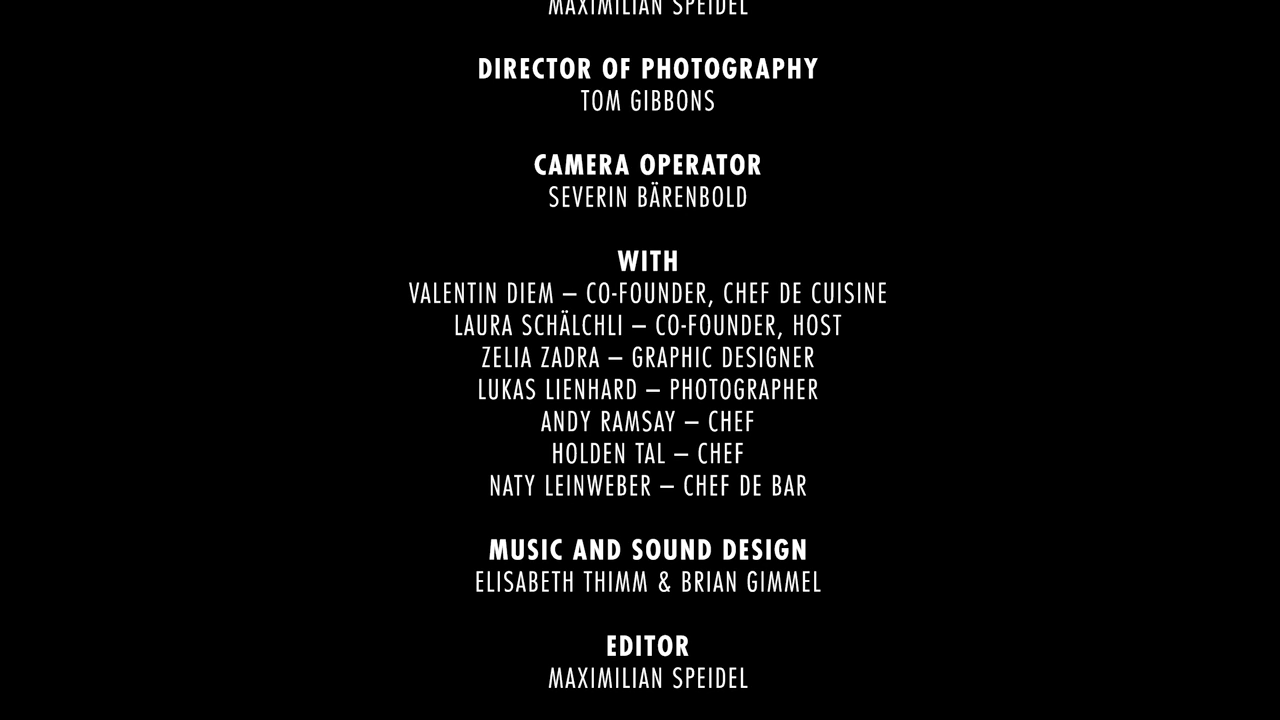 MAXIMILIAN SPEIDEL
DIRECTOR OF PHOTOGRAPHY
TOM GIBBONS
CAMERA OPERATOR
SEVERIN BÄRENBOLD
WITH
VALENTIN DIEM – CO-FOUNDER, CHEF DE CUISINE
LAURA SCHÄLCHLI – CO-FOUNDER, HOST
ZELIA ZADRA – GRAPHIC DESIGNER
LUKAS LIENHARD – PHOTOGRAPHER
ANDY RAMSAY – CHEF
HOLDEN TAL – CHEF
NATY LEINWEBER – CHEF DE BAR
MUSIC AND SOUND DESIGN
ELISABETH THIMM & BRIAN GIMMEL
EDITOR
MAXIMILIAN SPEIDEL